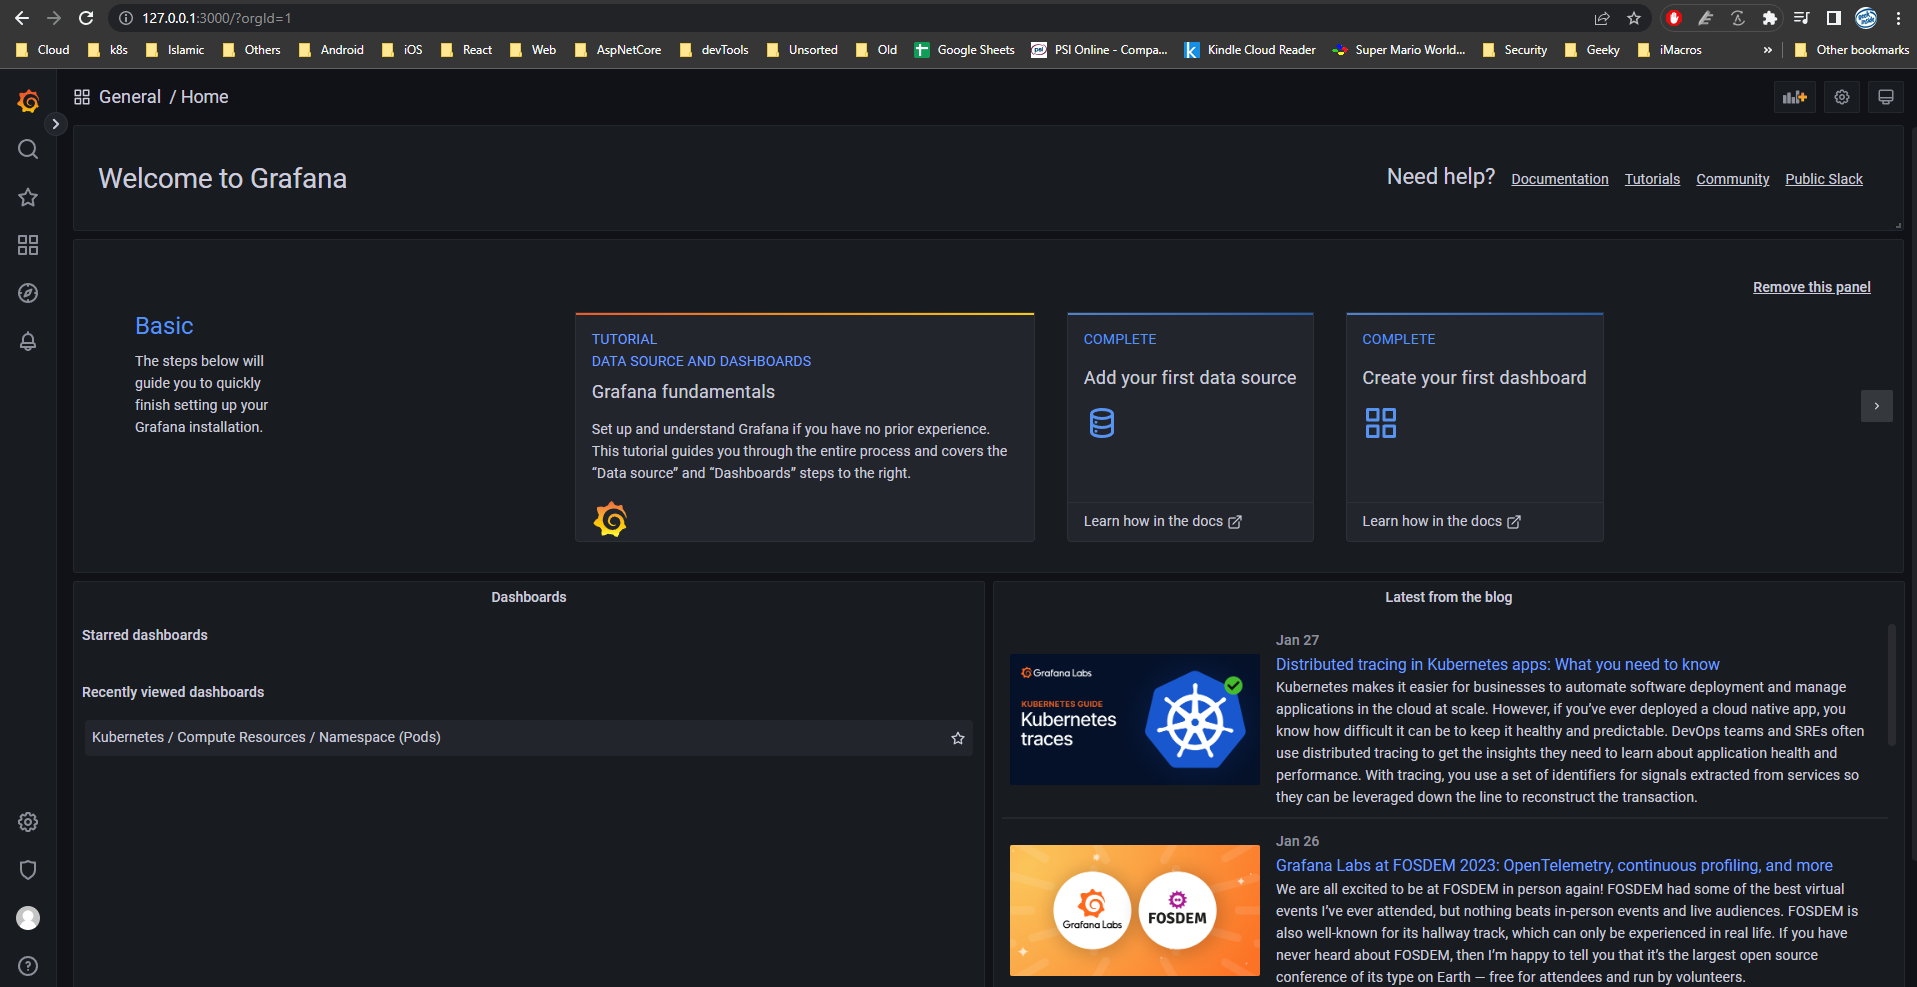 127.0.0.1:3000/?orgId=1
Cloud k8s Islamic Others Android iOS React Web AspNetCore devTools Unsorted Old Google Sheets PSI Online - Compa... Kindle Cloud Reader Super Mario World... Security Geeky iMacros » Other bookmarks
General / Home
Welcome to Grafana
Need help? Documentation Tutorials Community Public Slack
Remove this panel
Basic
The steps below will
guide you to quickly
finish setting up your
Grafana installation.
TUTORIAL
DATA SOURCE AND DASHBOARDS
Grafana fundamentals
Set up and understand Grafana if you have no prior experience.
This tutorial guides you through the entire process and covers the
“Data source” and “Dashboards” steps to the right.
COMPLETE
Add your first data source
Learn how in the docs
COMPLETE
Create your first dashboard
Learn how in the docs
Dashboards
Starred dashboards
Recently viewed dashboards
Kubernetes / Compute Resources / Namespace (Pods)
Latest from the blog
Grafana Labs
KUBERNETES GUIDE
Kubernetes
traces
Jan 27
Distributed tracing in Kubernetes apps: What you need to know
Kubernetes makes it easier for businesses to automate software deployment and manage
applications in the cloud at scale. However, if you’ve ever deployed a cloud native app, you
know how difficult it can be to keep it healthy and predictable. DevOps teams and SREs often
use distributed tracing to get the insights they need to learn about application health and
performance. With tracing, you use a set of identifiers for signals extracted from services so
they can be leveraged down the line to reconstruct the transaction.
Grafana Labs
FOSDEM
Jan 26
Grafana Labs at FOSDEM 2023: OpenTelemetry, continuous profiling, and more
We are all excited to be at FOSDEM in person again! FOSDEM had some of the best virtual
events I’ve ever attended, but nothing beats in-person events and live audiences. FOSDEM is
also well-known for its hallway track, which can only be experienced in real life. If you have
never heard about FOSDEM, then I’m happy to tell you that it’s the largest open source
conference of its type on Earth — free for attendees and run by volunteers.